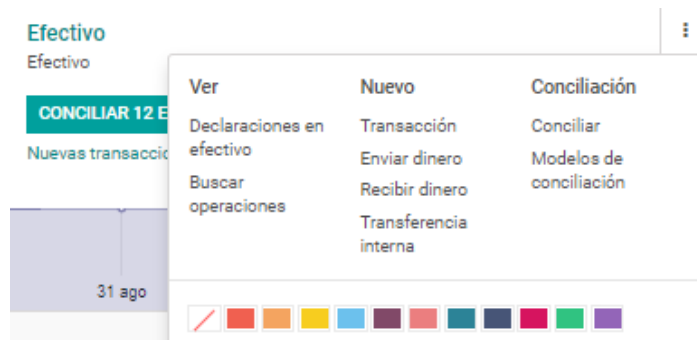 Efectivo
Efectivo
CONCILIAR 12 E
Nuevas transaccio
Ver
Declaraciones en
efectivo
Buscar
operaciones
Nuevo
Transacción
Enviar dinero
Recibir dinero
Transferencia
interna
Conciliación
Conciliar
Modelos de
conciliación
31 ago